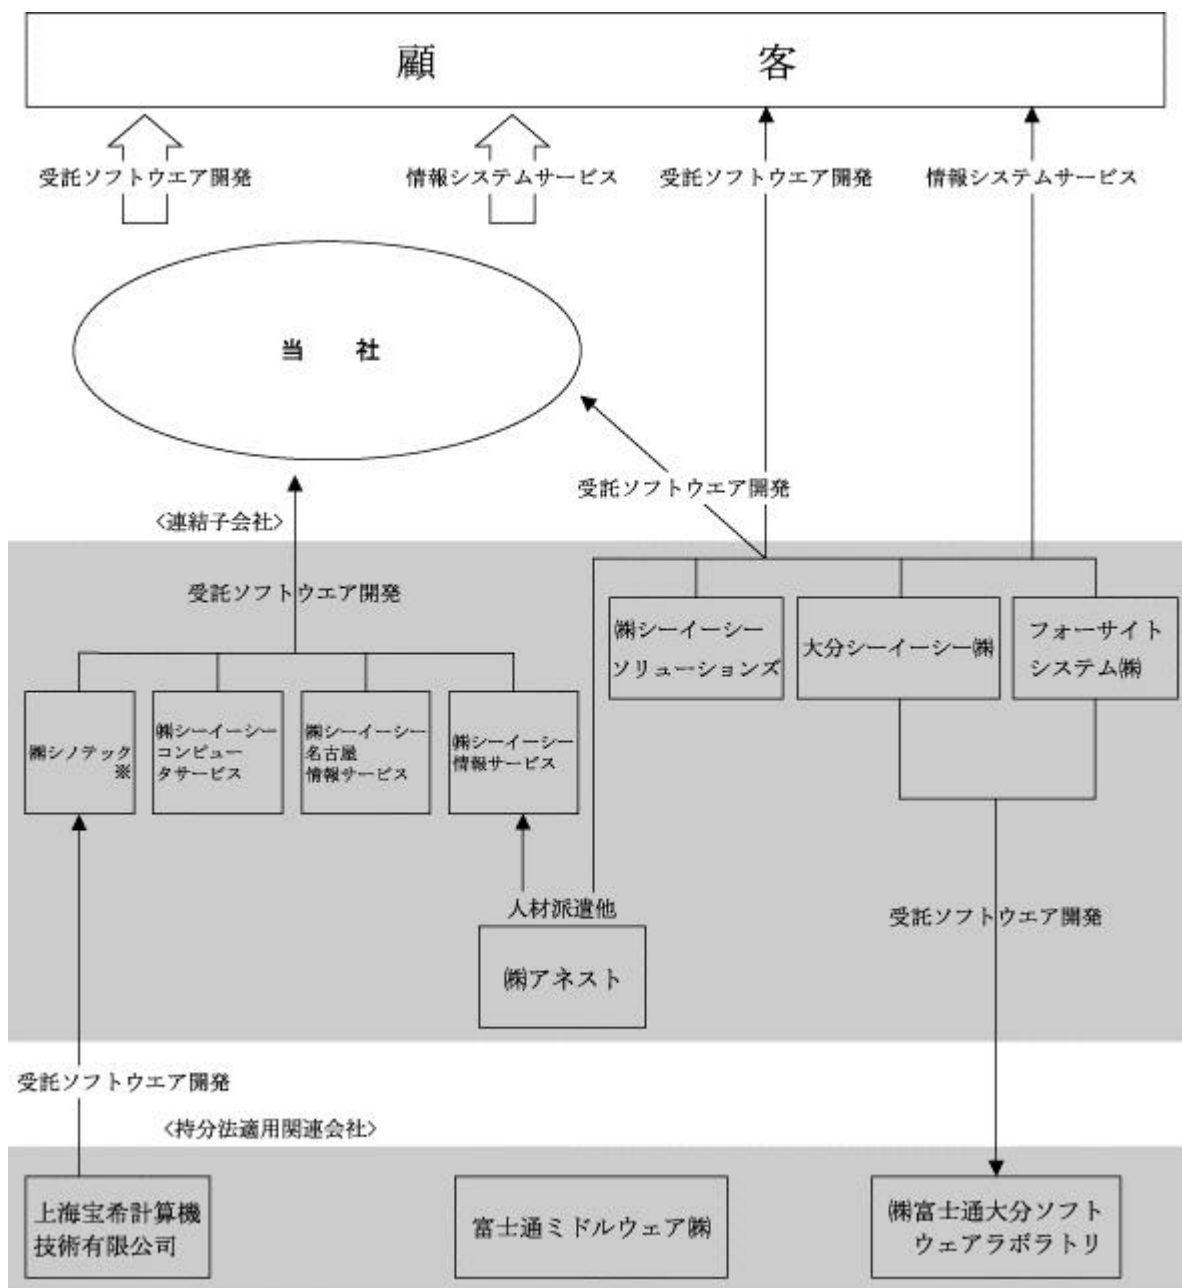 顧　　客
受託ソフトウエア開発
情報システムサービス
受託ソフトウエア開発
情報システムサービス
当　社
受託ソフトウエア開発
<連結子会社>
受託ソフトウエア開発
㈱シーイーシー
ソリューションズ
大分シーイーシー㈱
フォーサイト
システム㈱
㈱シノテック
※
㈱シーイーシー
コンピュー
タサービス
㈱シーイーシー
名古屋
情報サービス
㈱シーイーシー
情報サービス
人材派遣他
受託ソフトウエア開発
㈱アネスト
受託ソフトウエア開発
<持分法適用関連会社>
上海宝希計算機
技術有限公司
富士通ミドルウェア㈱
㈱富士通大分ソフト
ウェアラボラトリ